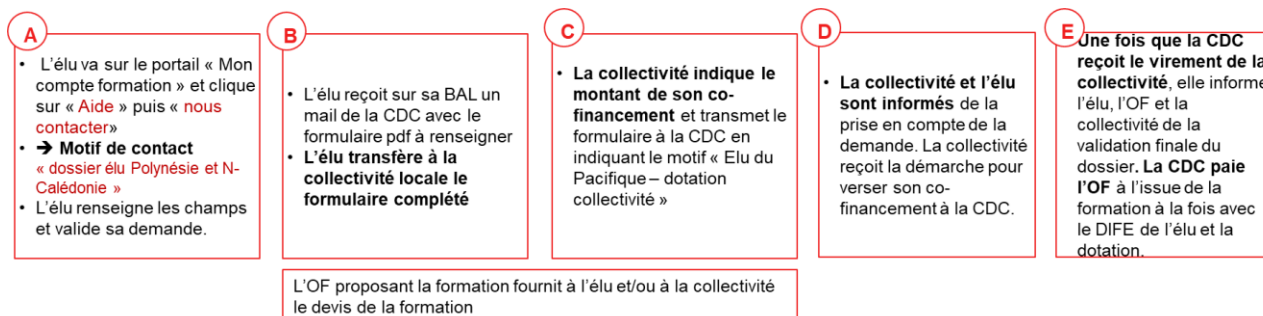 A
• L'élu va sur le portail « Mon
compte formation » et clique
sur « Aide » puis « nous
contacter»
• ➔ Motif de contact
« dossier élu Polynésie et N-
Calédonie »
• L'élu renseigne les champs
et valide sa demande.
B
• L'élu reçoit sur sa BAL un
mail de la CDC avec le
formulaire pdf à renseigner
• L'élu transfère à la
collectivité locale le
formulaire complété
C
• La collectivité indique le
montant de son co-
financement et transmet le
formulaire à la CDC en
indiquant le motif « Elu du
Pacifique – dotation
collectivité »
D
• La collectivité et l'élu
sont informés de la
prise en compte de la
demande. La collectivité
reçoit la démarche pour
verser son co-
financement à la CDC.
E
Une fois que la CDC
reçoit le virement de la
collectivité, elle informe
l'élu, l'OF et la
collectivité de la
validation finale du
dossier. La CDC paie
l'OF à l'issue de la
formation à la fois avec
le DIFE de l'élu et la
dotation.
L'OF proposant la formation fournit à l'élu et/ou à la collectivité
le devis de la formation